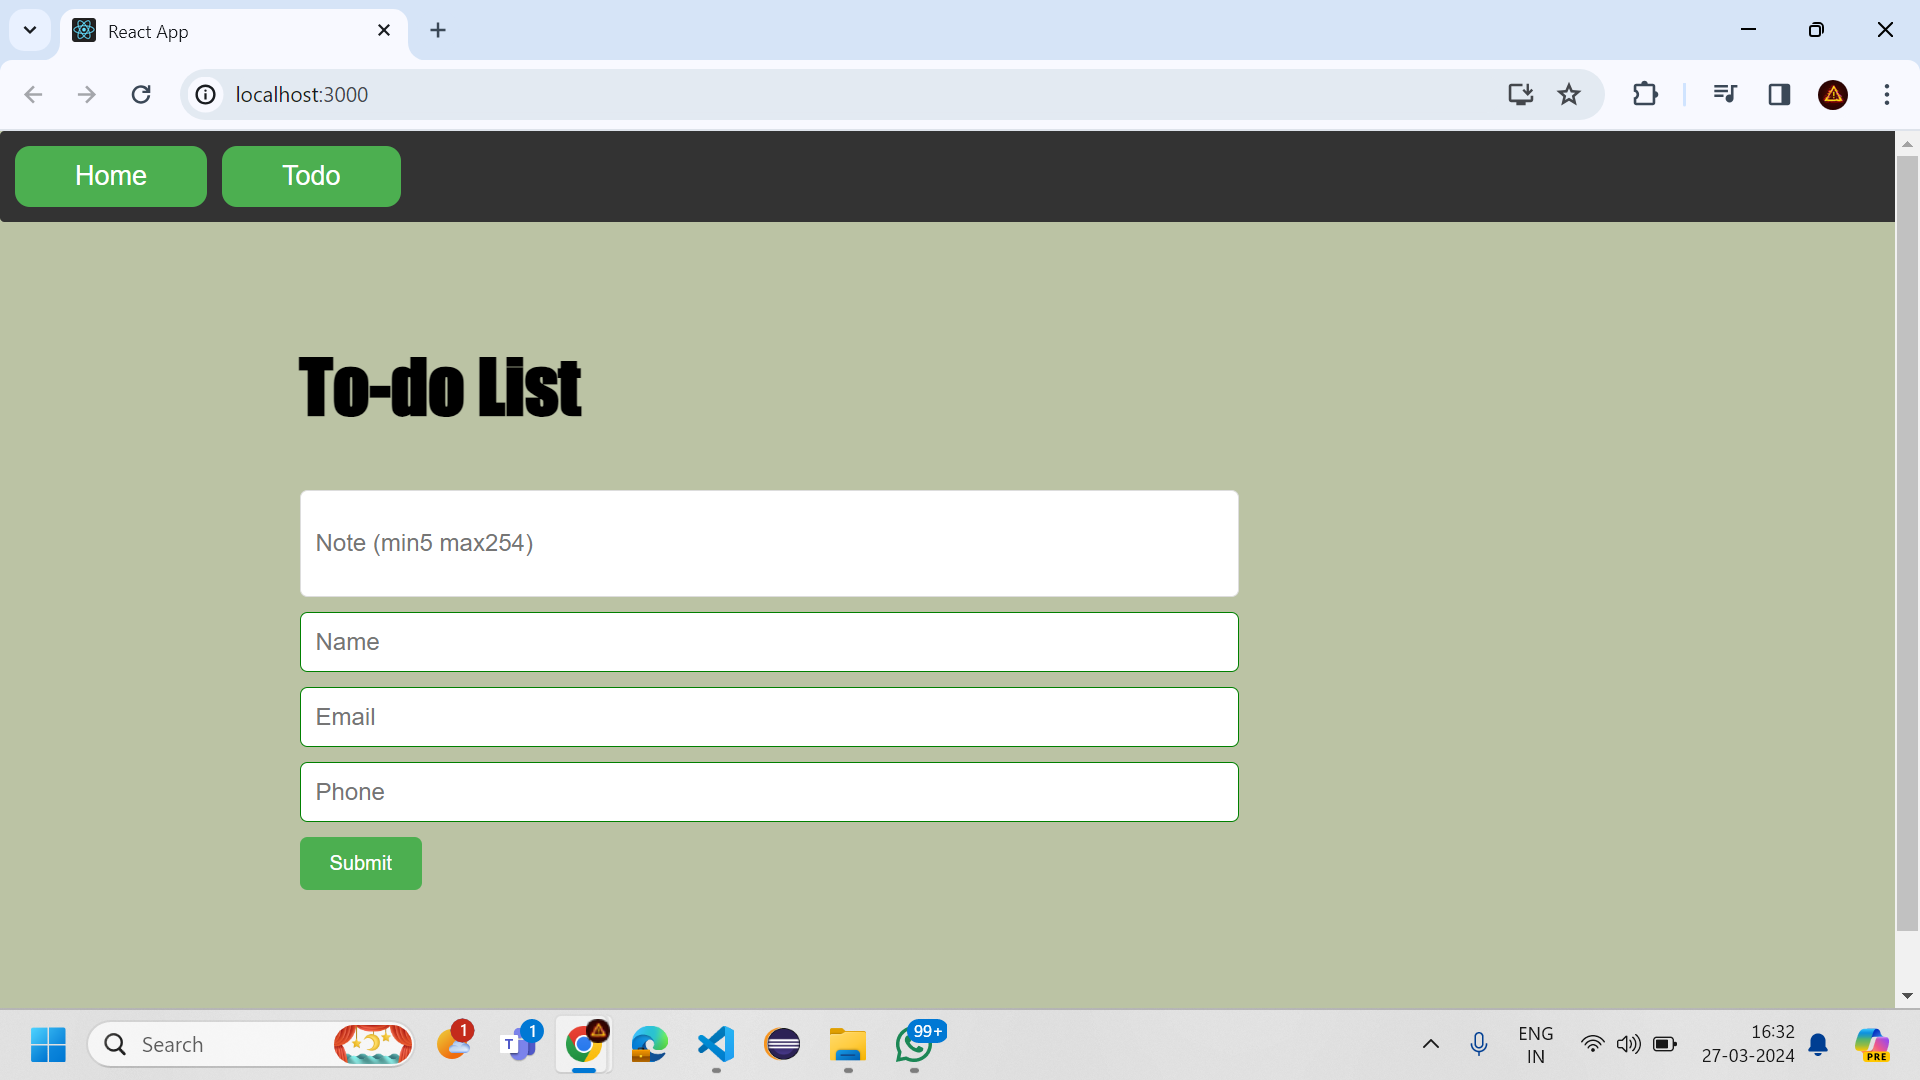 React App
localhost:3000
Home
Todo
To-do List
Note (min5 max254)
Name
Email
Phone
Submit
Search
1
T
1
99+
ENG
IN
16:32
27-03-2024
PRE